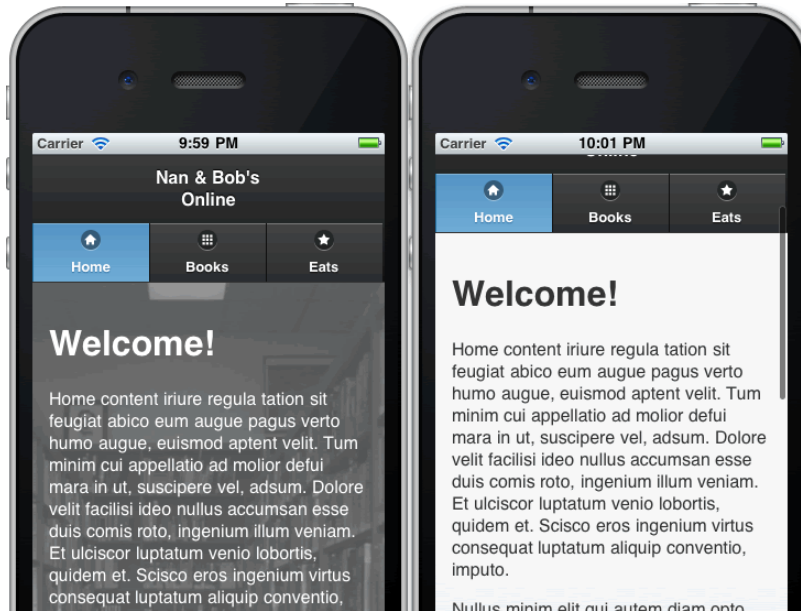 Carrier 9:59 PM
Nan & Bob's
Online
Home Books Eats
Welcome!
Home content iriure regula tation sit
feugiat abico eum augue pagus verto
humo augue, euismod aptent velit. Tum
minim cui appellatio ad molior defui
mara in ut, suscipere vel, adsum. Dolore
velit facilisi ideo nullus accumsan esse
duis comis roto, ingenium illum veniam.
Et ulciscor luptatum venio lobortis,
quidem et. Scisco eros ingenium virtus
consequat luptatum aliquip conventio,
Carrier 10:01 PM
Online
Home Books Eats
Welcome!
Home content iriure regula tation sit
feugiat abico eum augue pagus verto
humo augue, euismod aptent velit. Tum
minim cui appellatio ad molior defui
mara in ut, suscipere vel, adsum. Dolore
velit facilisi ideo nullus accumsan esse
duis comis roto, ingenium illum veniam.
Et ulciscor luptatum venio lobortis,
quidem et. Scisco eros ingenium virtus
consequat luptatum aliquip conventio,
imputo.
Nullus minim elit qui autem diam opto